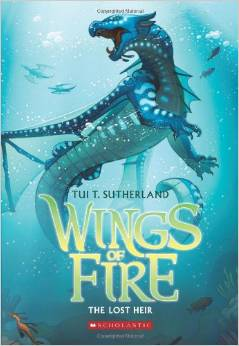 TUI T. SUTHERLAND
WINGS
OF
FIRE
THE LOST HEIR
SCHOLASTIC